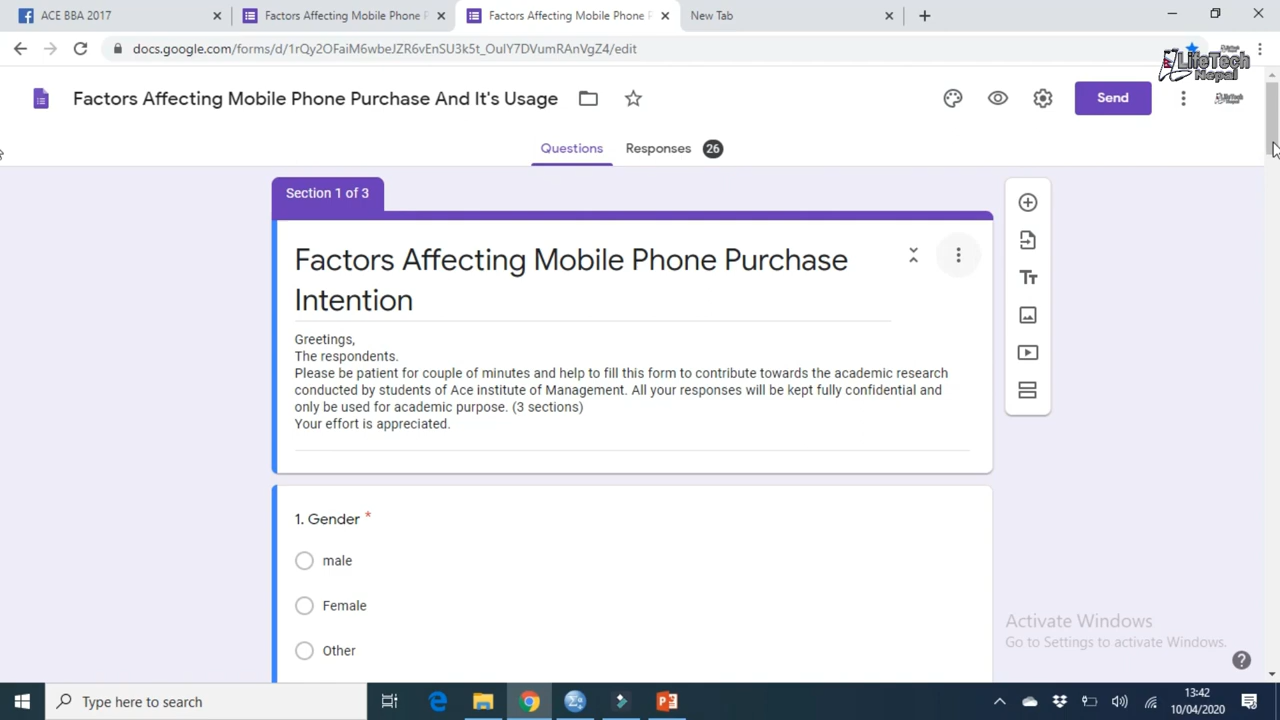 ACE BBA 2017
Factors Affecting Mobile Phone P
Factors Affecting Mobile Phone P
New Tab
docs.google.com/forms/d/1rQy2OFaiM6wbeJZR6vEnSU3k5t_OulY7DVumRAnVgZ4/edit
LifeTech
Nepal
Factors Affecting Mobile Phone Purchase And It's Usage
Send
Questions
Responses 26
Section 1 of 3
Factors Affecting Mobile Phone Purchase
Intention
Greetings,
The respondents.
Please be patient for couple of minutes and help to fill this form to contribute towards the academic research
conducted by students of Ace institute of Management. All your responses will be kept fully confidential and
only be used for academic purpose. (3 sections)
Your effort is appreciated.
1. Gender *
male
Female
Other
Activate Windows
Go to Settings to activate Windows.
Type here to search
13:42
10/04/2020